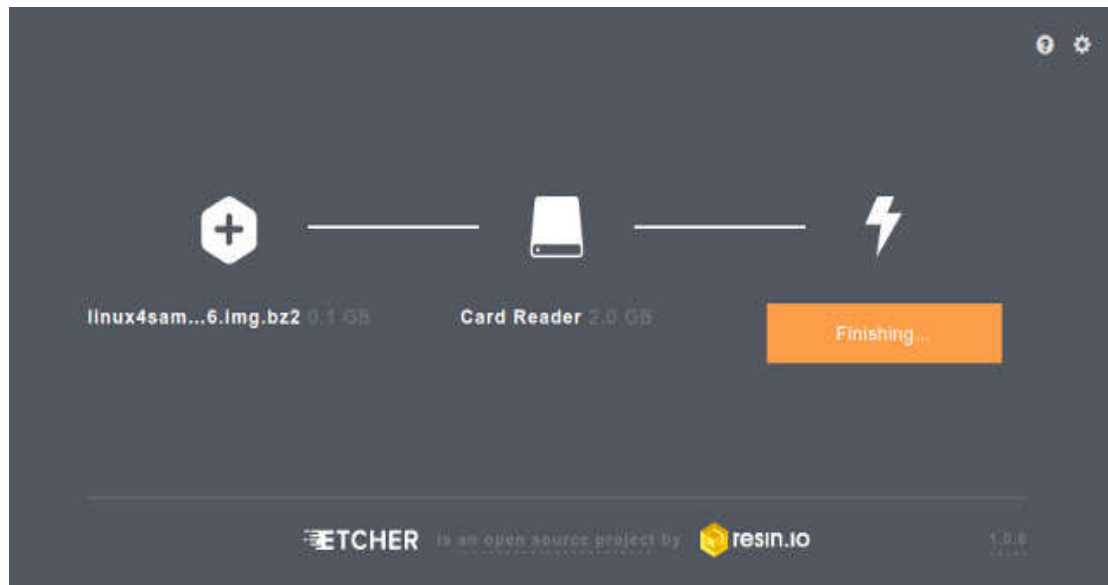 linux4sam...6.img.bz2 0.1 GB
Card Reader 2.0 GB
Finishing...
ETCHER is an open source project by resin.io
1.0.0